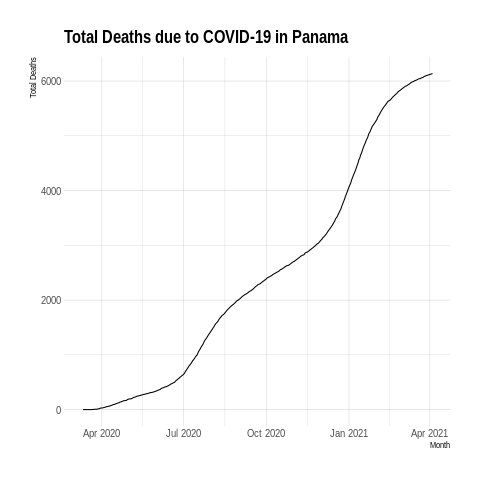 Total Deaths due to COVID-19 in Panama
Total Deaths
6000
4000
2000
0
Apr 2020 Jul 2020 Oct 2020 Jan 2021 Apr 2021
Month